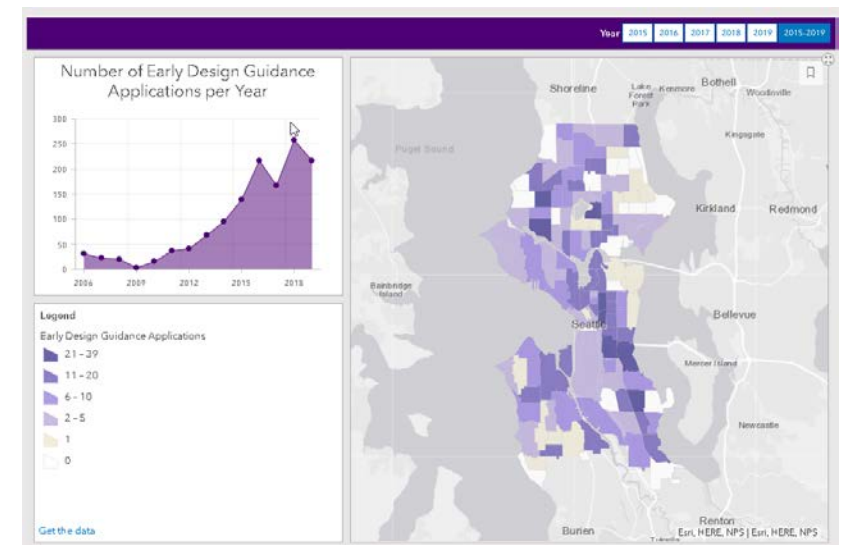 Year 2015 2016 2017 2018 2019 2015-2019
Number of Early Design Guidance
Applications per Year
300
250
200
150
100
50
0
2006 2009 2012 2015 2018
Legend
Early Design Guidance Applications
21 - 39
11 - 20
6 - 10
2 - 5
1
0
Get the data
Shoreline
Lake
Forest
Park
Kenmore
Bothell
Woodinville
Puget Sound
Kingsgate
Kirkland
Redmond
Bainbridge
Island
Seattle
Bellevue
Mercer Island
Newcastle
Renton
Burien
Esri, HERE, NPS | Esri, HERE, NPS